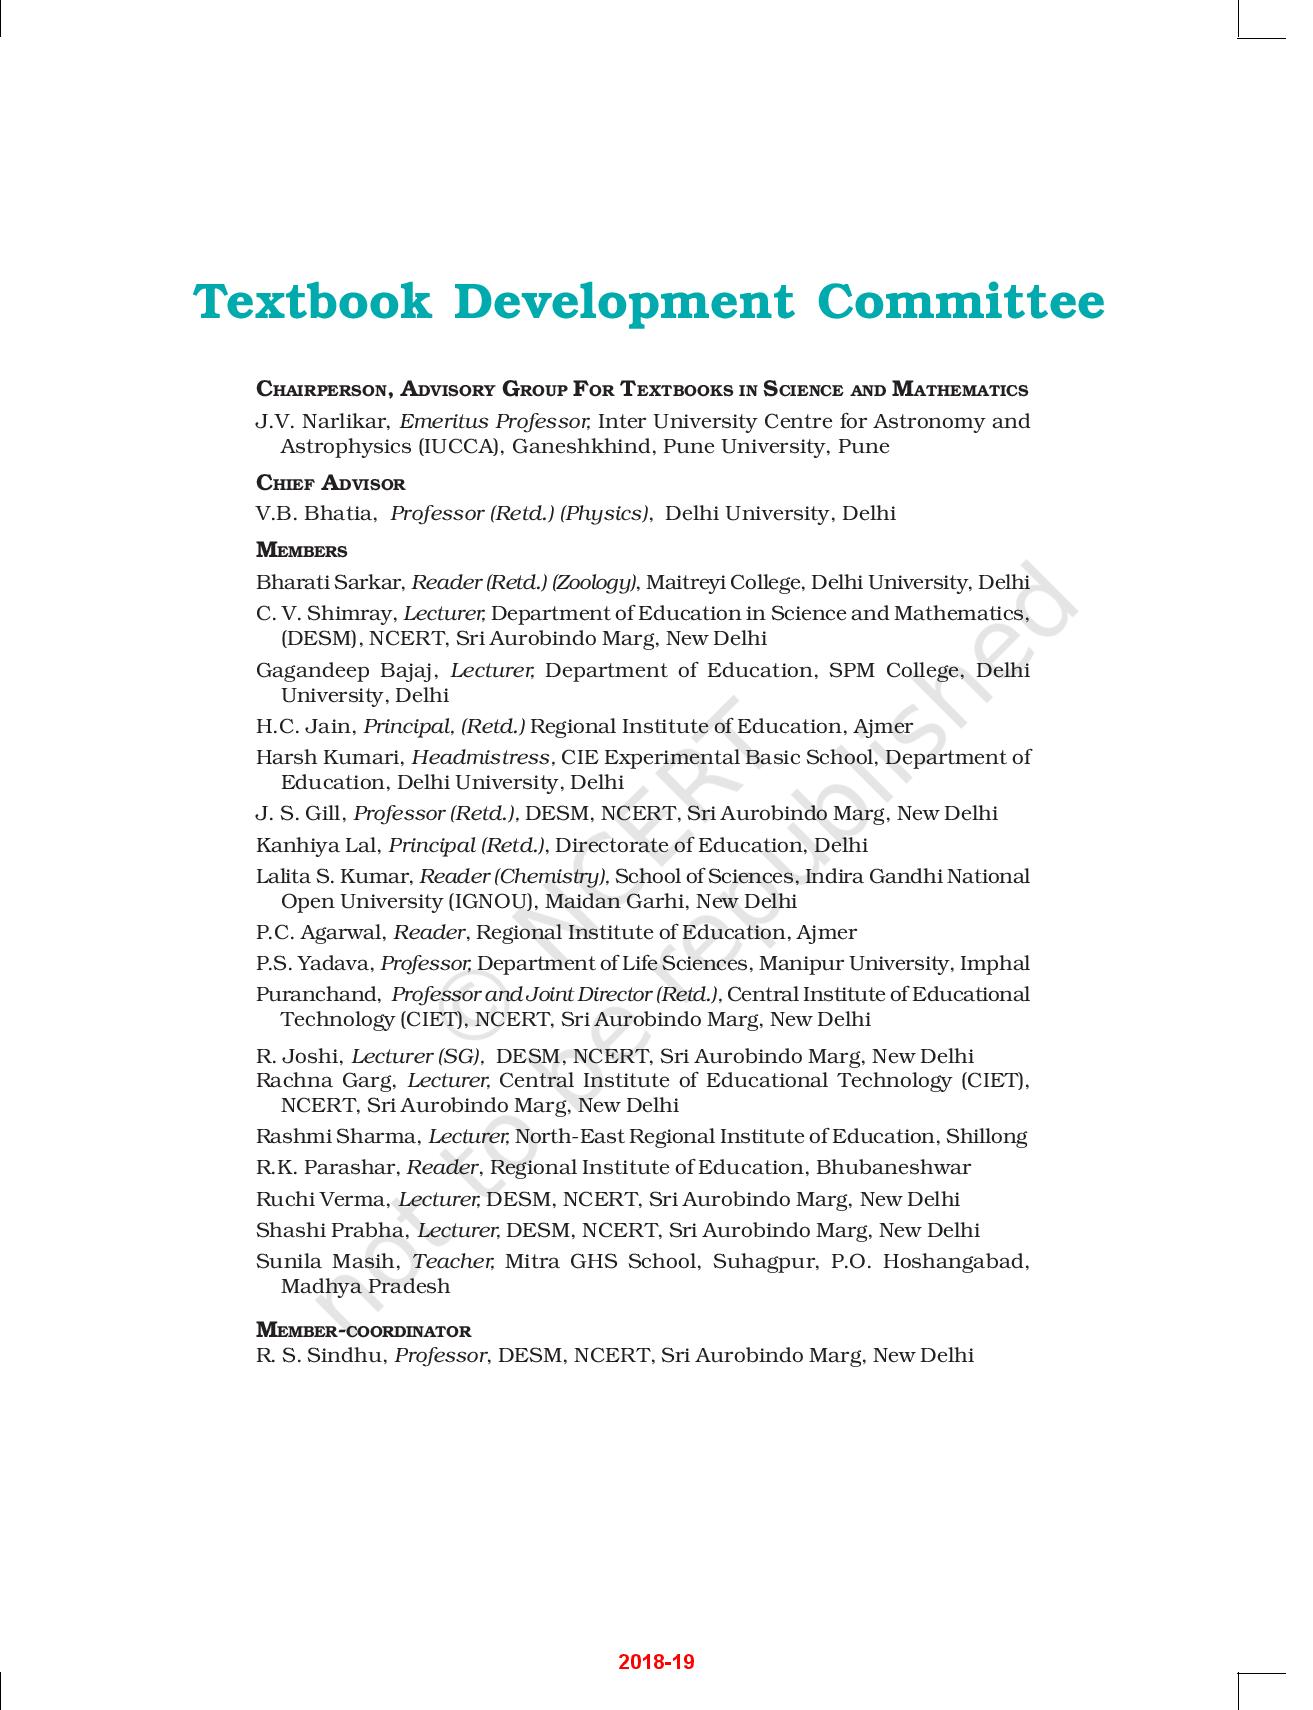 Textbook Development Committee
CHAIRPERSON, ADVISORY GROUP FOR TEXTBOOKS IN SCIENCE AND MATHEMATICS
J.V. Narlikar, Emeritus Professor, Inter University Centre for Astronomy and
Astrophysics (IUCCA), Ganeshkhind, Pune University, Pune
CHIEF ADVISOR
V.B. Bhatia, Professor (Retd.) (Physics), Delhi University, Delhi
MEMBERS
Bharati Sarkar, Reader (Retd.) (Zoology), Maitreyi College, Delhi University, Delhi
C. V. Shimray, Lecturer, Department of Education in Science and Mathematics,
(DESM), NCERT, Sri Aurobindo Marg, New Delhi
Gagandeep Bajaj, Lecturer, Department of Education, SPM College, Delhi
University, Delhi
H.C. Jain, Principal, (Retd.) Regional Institute of Education, Ajmer
Harsh Kumari, Headmistress, CIE Experimental Basic School, Department of
Education, Delhi University, Delhi
J. S. Gill, Professor (Retd.), DESM, NCERT, Sri Aurobindo Marg, New Delhi
Kanhiya Lal, Principal (Retd.), Directorate of Education, Delhi
Lalita S. Kumar, Reader (Chemistry), School of Sciences, Indira Gandhi National
Open University (IGNOU), Maidan Garhi, New Delhi
P.C. Agarwal, Reader, Regional Institute of Education, Ajmer
P.S. Yadava, Professor, Department of Life Sciences, Manipur University, Imphal
Puranchand, Professor and Joint Director (Retd.), Central Institute of Educational
Technology (CIET), NCERT, Sri Aurobindo Marg, New Delhi
R. Joshi, Lecturer (SG), DESM, NCERT, Sri Aurobindo Marg, New Delhi
Rachna Garg, Lecturer, Central Institute of Educational Technology (CIET),
NCERT, Sri Aurobindo Marg, New Delhi
Rashmi Sharma, Lecturer, North-East Regional Institute of Education, Shillong
R.K. Parashar, Reader, Regional Institute of Education, Bhubaneshwar
Ruchi Verma, Lecturer, DESM, NCERT, Sri Aurobindo Marg, New Delhi
Shashi Prabha, Lecturer, DESM, NCERT, Sri Aurobindo Marg, New Delhi
Sunila Masih, Teacher, Mitra GHS School, Suhagpur, P.O. Hoshangabad,
Madhya Pradesh
MEMBER-COORDINATOR
R. S. Sindhu, Professor, DESM, NCERT, Sri Aurobindo Marg, New Delhi
© NCERT
not to be republished
2018-19